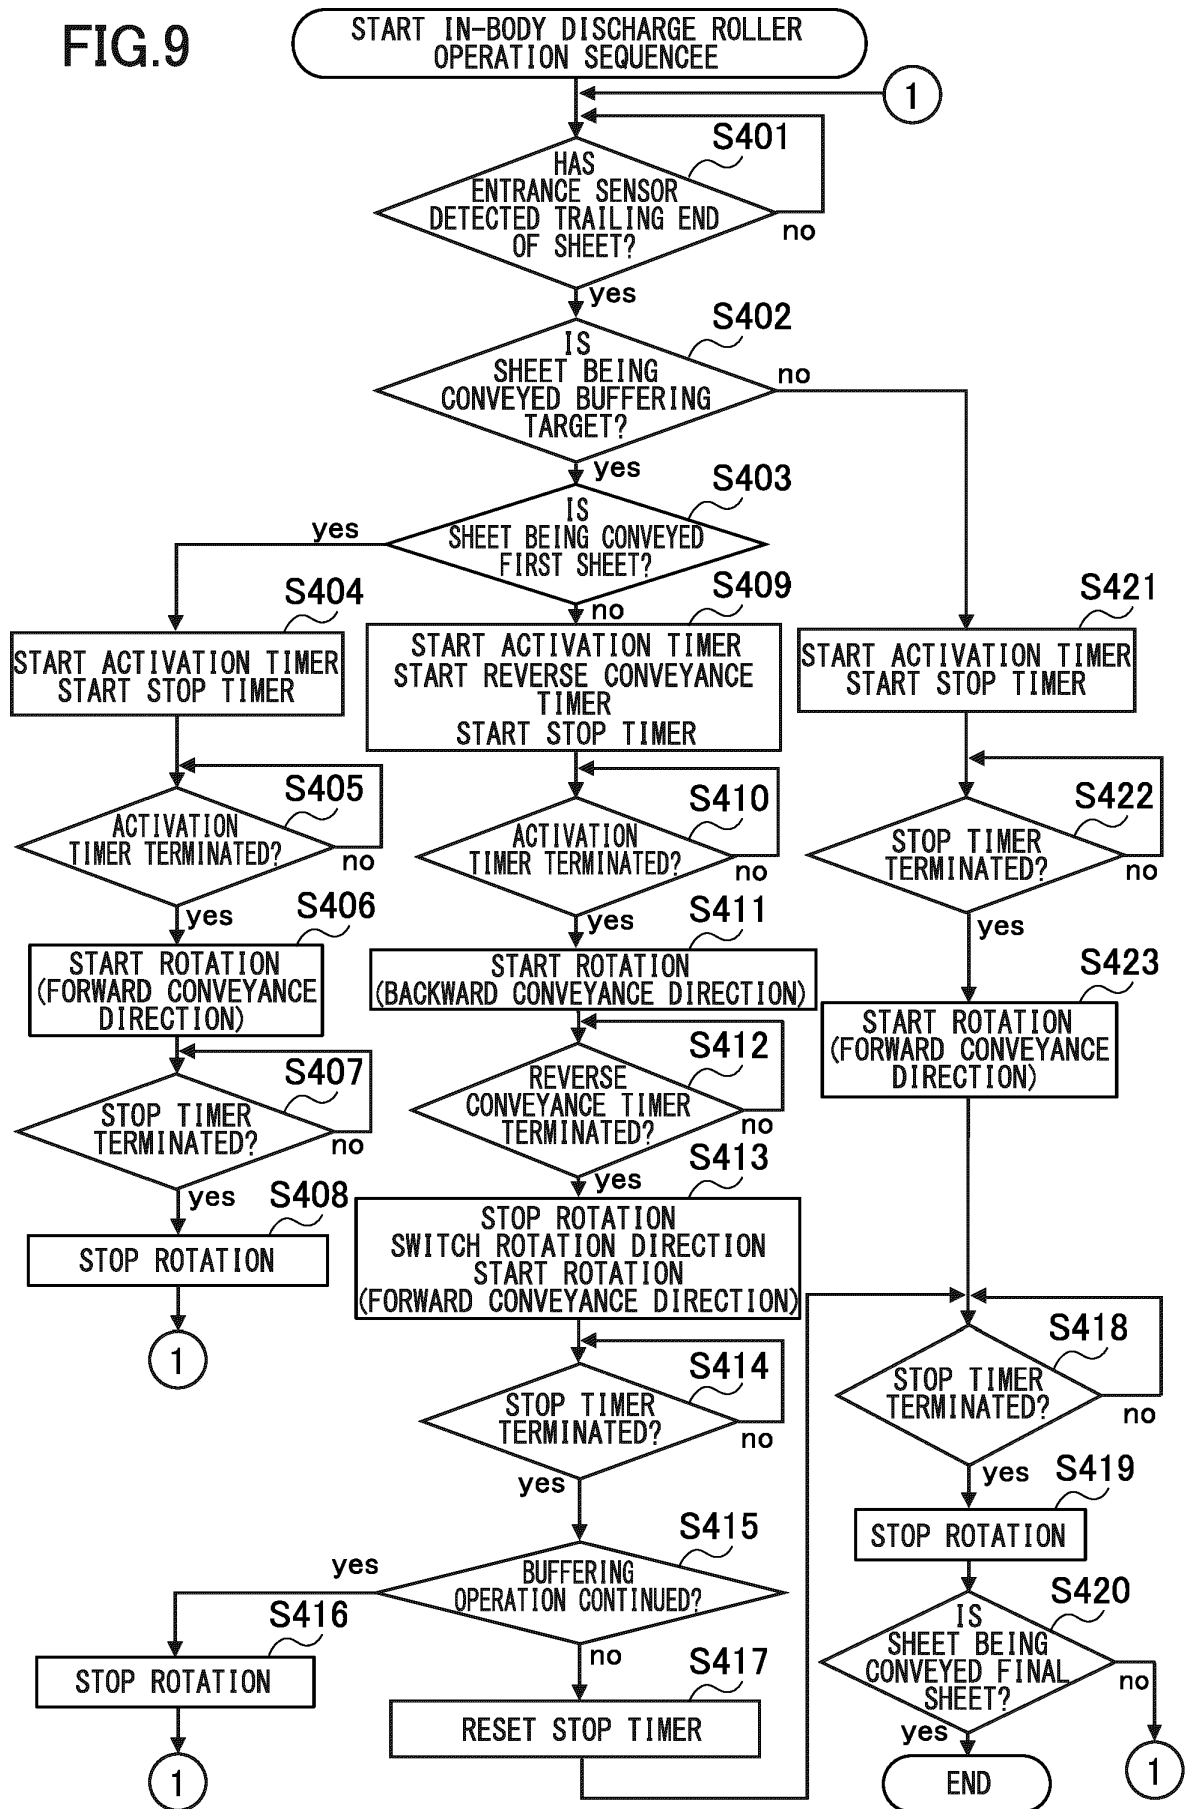 FIG.9
START IN-BODY DISCHARGE ROLLER
OPERATION SEQUENCEE
1
S401
HAS
ENTRANCE SENSOR
DETECTED TRAILING END
OF SHEET?
no
yes
S402
IS
SHEET BEING
CONVEYED BUFFERING
TARGET?
no
yes
S403
IS
SHEET BEING CONVEYED
FIRST SHEET?
yes
no
S404
START ACTIVATION TIMER
START STOP TIMER
S405
ACTIVATION
TIMER TERMINATED?
no
yes
S406
START ROTATION
(FORWARD CONVEYANCE
DIRECTION)
S407
STOP TIMER
TERMINATED?
no
yes
S408
STOP ROTATION
1
S409
START ACTIVATION TIMER
START REVERSE CONVEYANCE
TIMER
START STOP TIMER
S410
ACTIVATION
TIMER TERMINATED?
no
yes
S411
START ROTATION
(BACKWARD CONVEYANCE DIRECTION)
S412
REVERSE
CONVEYANCE TIMER
TERMINATED?
no
yes
S413
STOP ROTATION
SWITCH ROTATION DIRECTION
START ROTATION
(FORWARD CONVEYANCE DIRECTION)
S414
STOP TIMER
TERMINATED?
no
yes
S415
BUFFERING
OPERATION CONTINUED?
yes
no
S416
STOP ROTATION
1
S417
RESET STOP TIMER
S421
START ACTIVATION TIMER
START STOP TIMER
S422
STOP TIMER
TERMINATED?
no
yes
S423
START ROTATION
(FORWARD CONVEYANCE
DIRECTION)
S418
STOP TIMER
TERMINATED?
no
yes
S419
STOP ROTATION
S420
IS
SHEET BEING
CONVEYED FINAL
SHEET?
no
yes
END
1